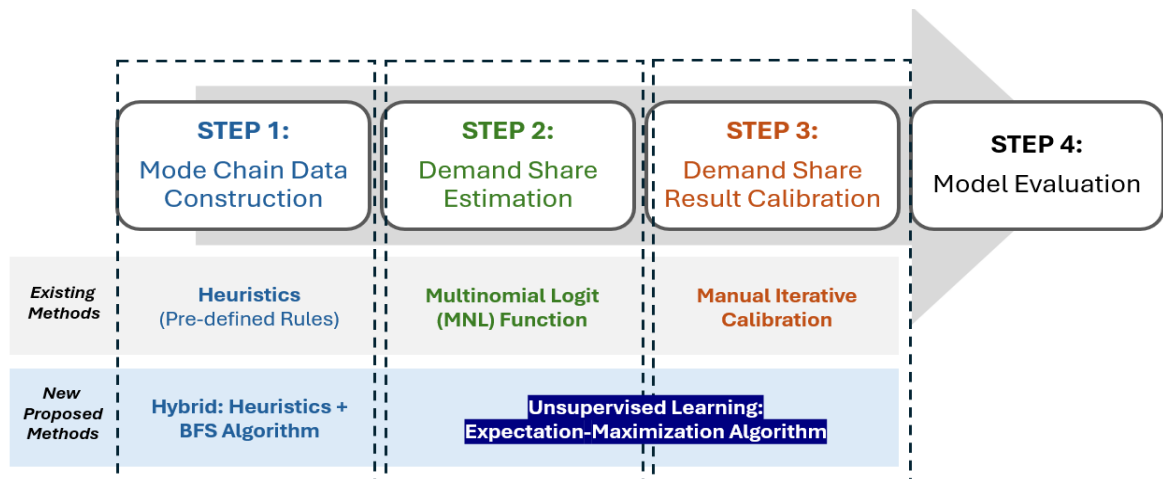 STEP 1:
Mode Chain Data
Construction
STEP 2:
Demand Share
Estimation
STEP 3:
Demand Share
Result Calibration
STEP 4:
Model Evaluation
Existing
Methods
Heuristics
(Pre-defined Rules)
Multinomial Logit
(MNL) Function
Manual Iterative
Calibration
New
Proposed
Methods
Hybrid: Heuristics +
BFS Algorithm
Unsupervised Learning:
Expectation-Maximization Algorithm